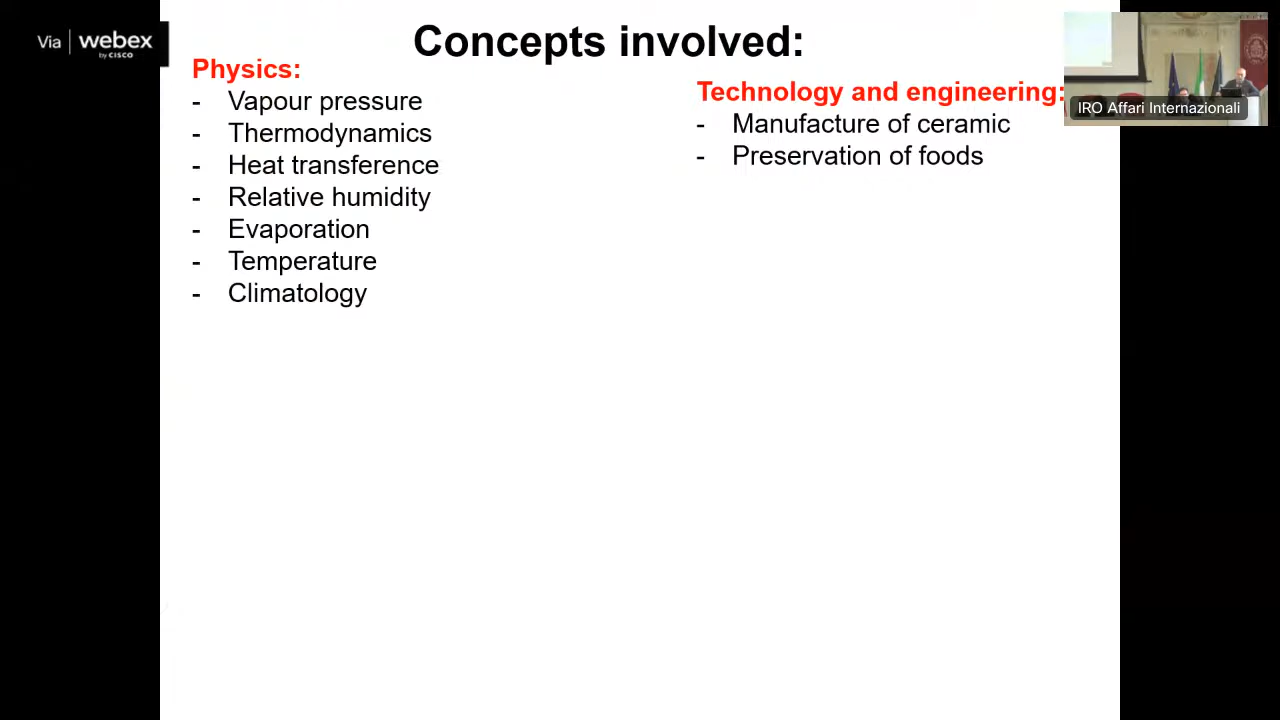 Via webex
by CISCO
Concepts involved:
Physics:
- Vapour pressure
- Thermodynamics
- Heat transference
- Relative humidity
- Evaporation
- Temperature
- Climatology
Technology and engineering:
- Manufacture of ceramic
- Preservation of foods
IRO Affari Internazionali